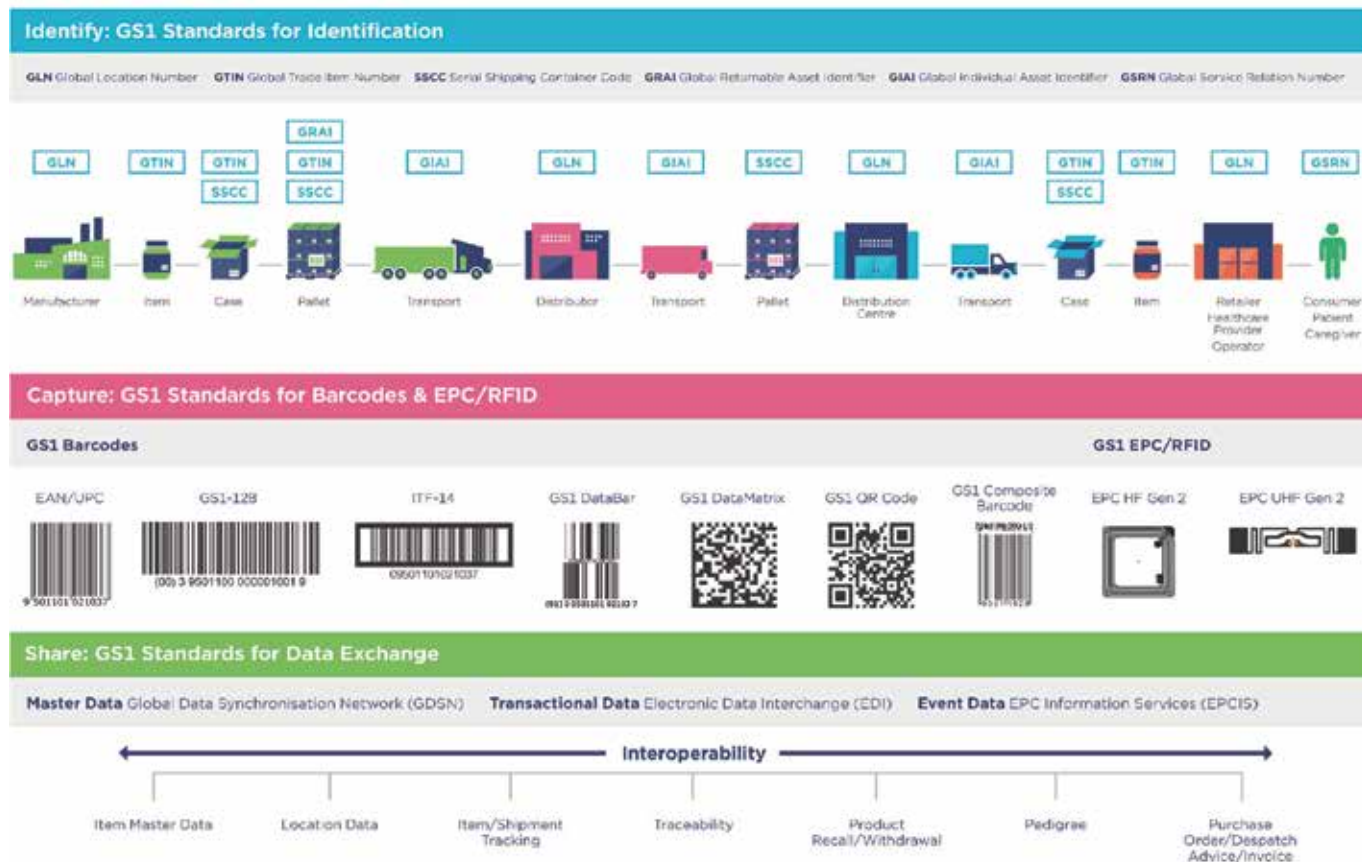 Identify: GS1 Standards for Identification
GLN Global Location Number GTIN Global Trade Item Number SSCC Serial Shipping Container Code GRAI Global Returnable Asset Identifier GIAI Global Individual Asset Identifier GSRN Global Service Relation Number
GRAI
GLN GTIN GTIN GTIN GIAI GLN GIAI SSCC GLN GIAI GTIN GTIN GLN GSRN
SSCC SSCC SSCC
Manufacturer Item Case Pallet Transport Distributor Transport Pallet Distribution Transport Case Item Retailer Consumer
Centre Healthcare Patient
Provider Caregiver
Operator
Capture: GS1 Standards for Barcodes & EPC/RFID
GS1 Barcodes GS1 EPC/RFID
EAN/UPC GS1-128 ITF-14 GS1 DataBar GS1 DataMatrix GS1 QR Code GS1 Composite EPC HF Gen 2 EPC UHF Gen 2
Barcode
(00) 3 9501100 000001001 9
09501101021037
9 501101 021037
Share: GS1 Standards for Data Exchange
Master Data Global Data Synchronisation Network (GDSN) Transactional Data Electronic Data Interchange (EDI) Event Data EPC Information Services (EPCIS)
Interoperability
Item Master Data Location Data Item/Shipment Traceability Product Pedigree Purchase
Tracking Recall/Withdrawal Order/Despatch
Advice/Invoice